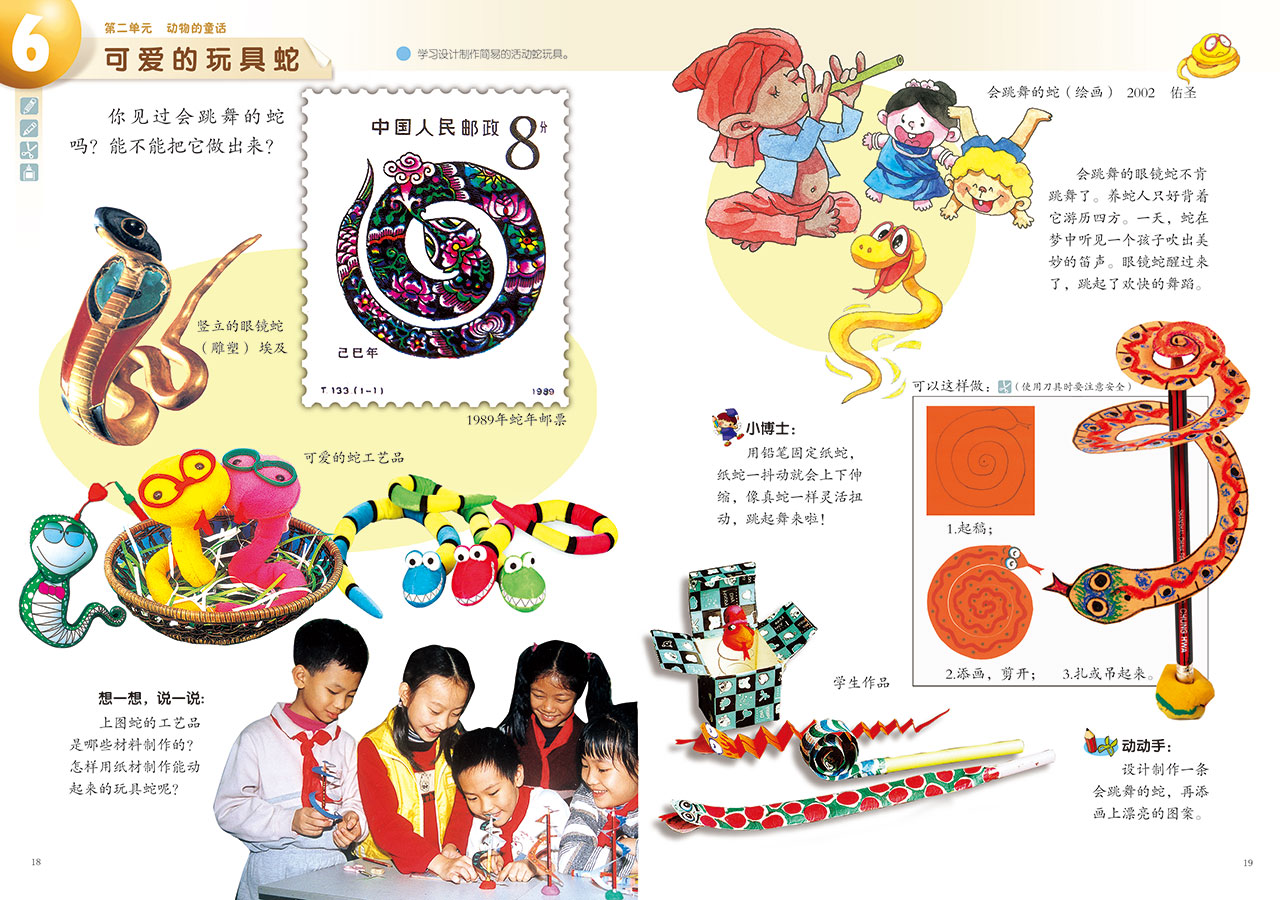 6
第二单元 动物的童话
可爱的玩具蛇
学习设计制作简易的活动蛇玩具。
你见过会跳舞的蛇
吗？能不能把它做出来？
中国人民邮政 8分
己巳年
T.133.(1-1) 1989
1989年蛇年邮票
竖立的眼镜蛇
（雕塑） 埃及
可爱的蛇工艺品
想一想，说一说：
上图蛇的工艺品
是哪些材料制作的？
怎样用纸材制作能动
起来的玩具蛇呢？
18
会跳舞的蛇（绘画） 2002 佑圣
会跳舞的眼镜蛇不肯
跳舞了。养蛇人只好背着
它游历四方。一天，蛇在
梦中听见一个孩子吹出美
妙的笛声。眼镜蛇醒过来
了，跳起了欢快的舞蹈。
可以这样做： （使用刀具时要注意安全）
小博士：
用铅笔固定纸蛇，
纸蛇一抖动就会上下伸
缩，像真蛇一样灵活扭
动，跳起舞来啦！
1.起稿；
2.添画，剪开； 3.扎或吊起来。
CHUNG HWA
学生作品
动动手：
设计制作一条
会跳舞的蛇，再添
画上漂亮的图案。
19